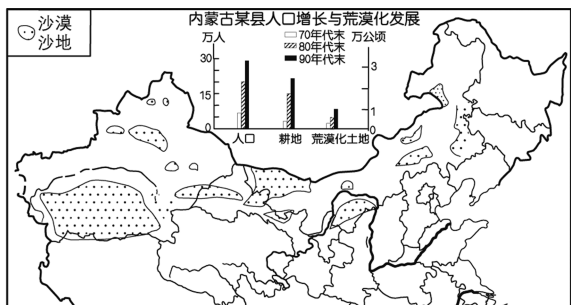 沙漠
沙地
内蒙古某县人口增长与荒漠化发展
万人
70年代末
80年代末
90年代末
万公顷
30
15
0
3
2
1
0
人口
耕地
荒漠化土地